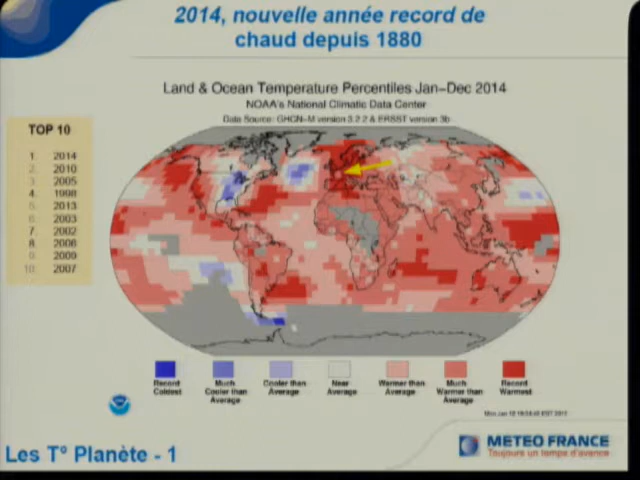 2014, nouvelle année record de
chaud depuis 1880
Land & Ocean Temperature Percentiles Jan–Dec 2014
NOAA's National Climatic Data Center
Data Source: GHCN–M version 3.2.2 & ERSST version 3b
TOP 10
1. 2014
2. 2010
3. 2005
4. 1998
5. 2013
6. 2003
7. 2002
8. 2006
9. 2009
10. 2007
Record Coldest
Much Cooler than Average
Cooler than Average
Near Average
Warmer than Average
Much Warmer than Average
Record Warmest
Les T° Planète - 1
METEO FRANCE
Toujours un temps d'avance